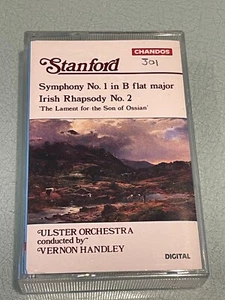 CHANDOS
Stanford
301
Symphony No. 1 in B flat major
Irish Rhapsody No. 2
'The Lament for the Son of Ossian'
ULSTER ORCHESTRA
conducted by
VERNON HANDLEY
DIGITAL